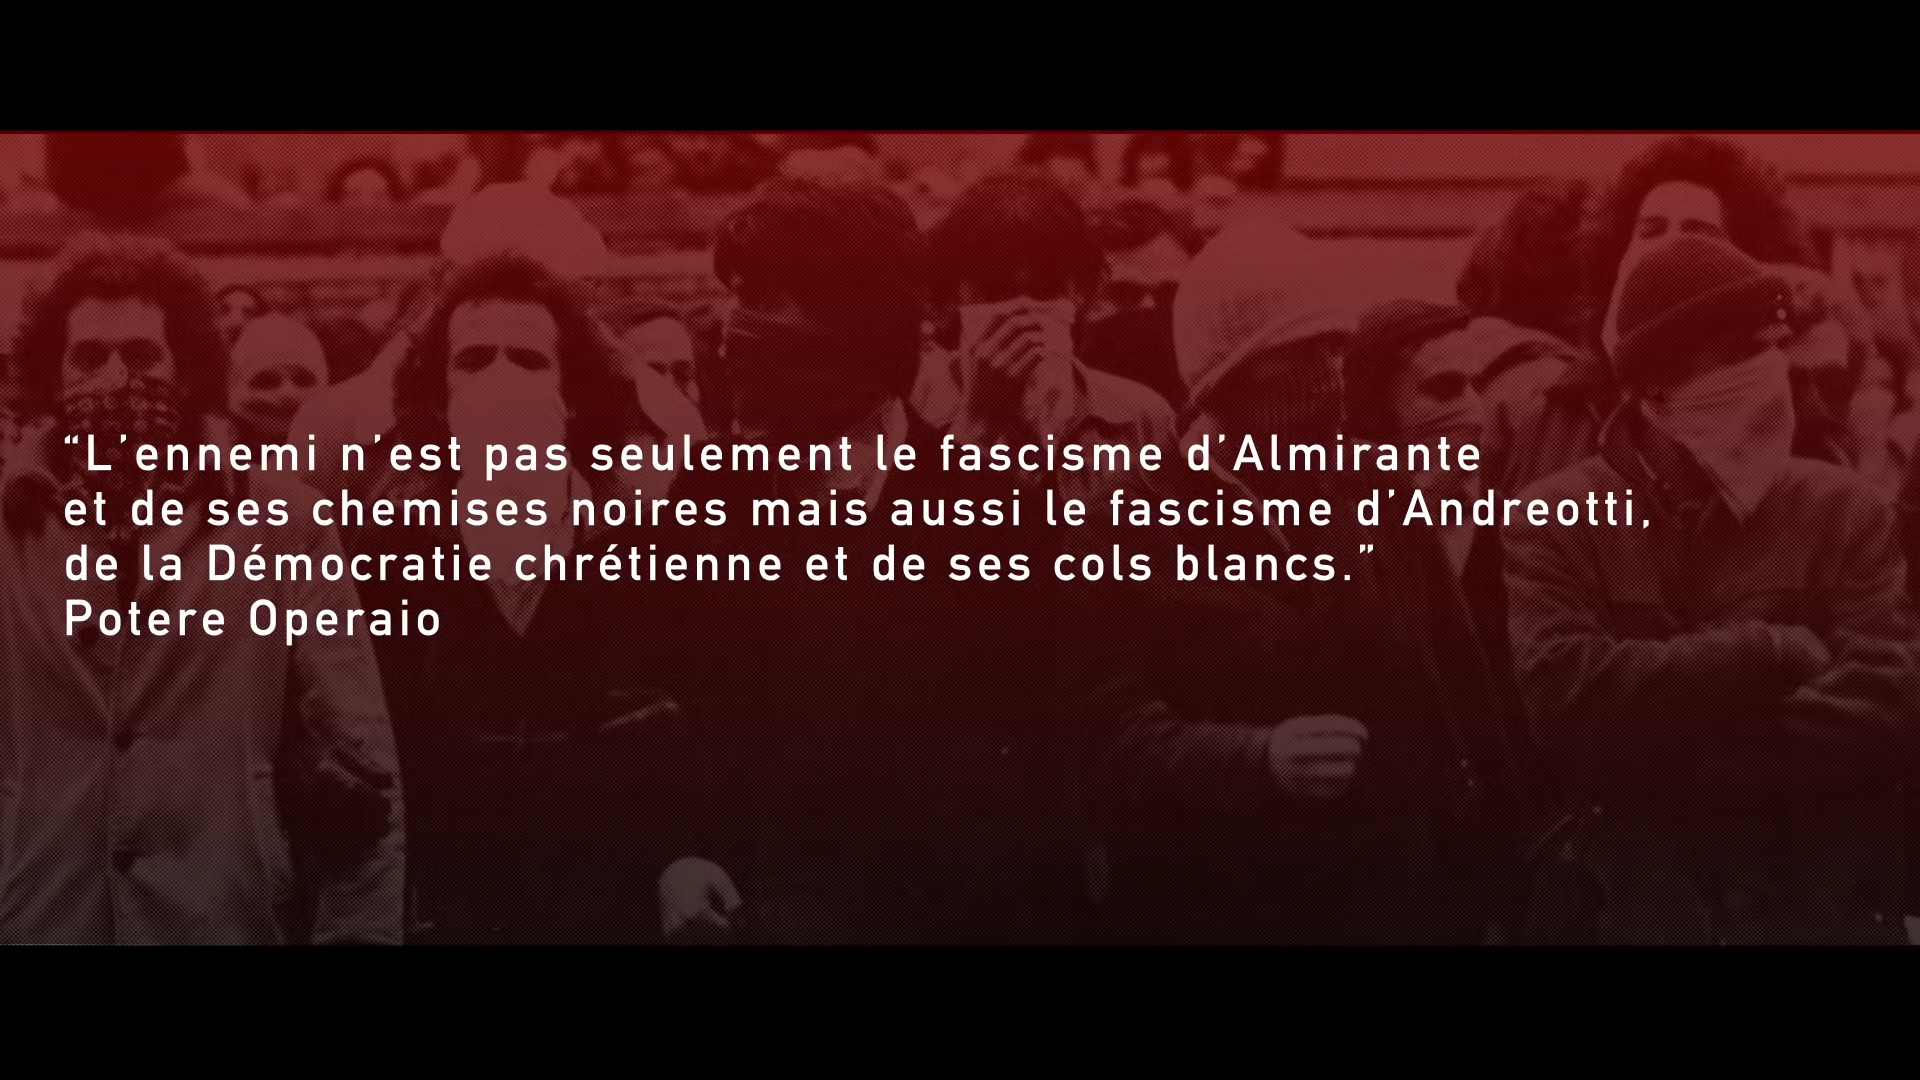 “L’ennemi n’est pas seulement le fascisme d’Almirante
et de ses chemises noires mais aussi le fascisme d’Andreotti,
de la Démocratie chrétienne et de ses cols blancs.”
Potere Operaio